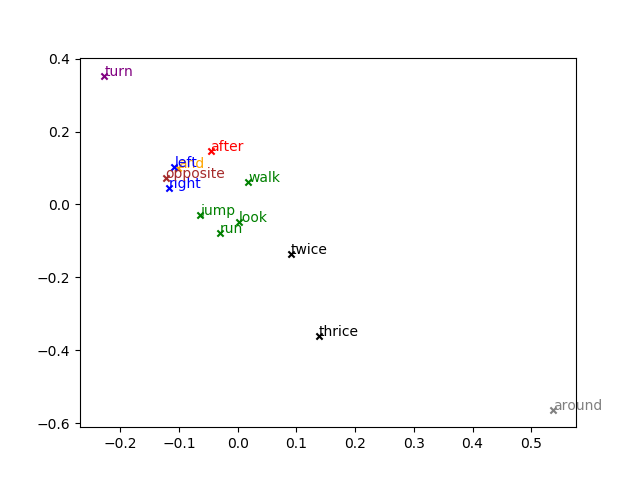 0.4
turn
0.2
after
left
opposite
walk
right
0.0
jump
look
run
twice
−0.2
thrice
−0.4
around
−0.6
−0.2 −0.1 0.0 0.1 0.2 0.3 0.4 0.5